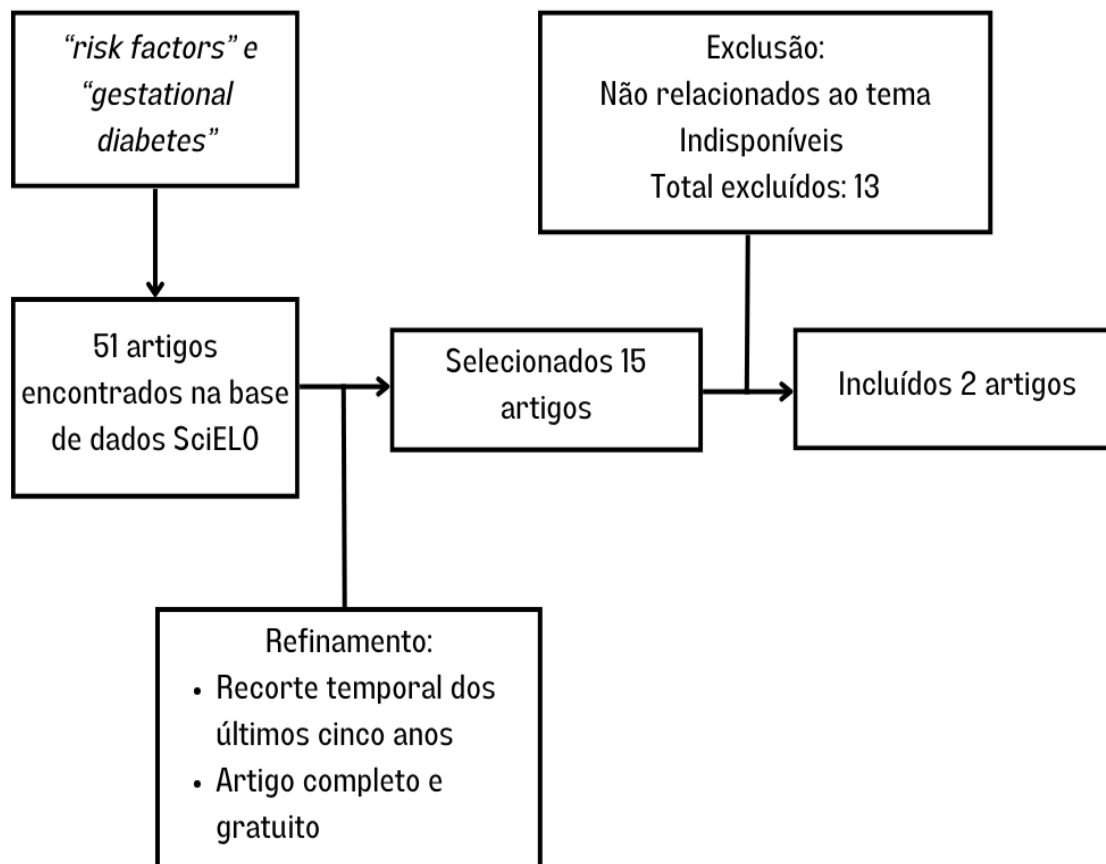 “risk factors” e
“gestational
diabetes”
Exclusão:
Não relacionados ao tema
Indisponíveis
Total excluídos: 13
51 artigos
encontrados na base
de dados SciELO
Selecionados 15
artigos
Incluídos 2 artigos
Refinamento:
• Recorte temporal dos
últimos cinco anos
• Artigo completo e
gratuito